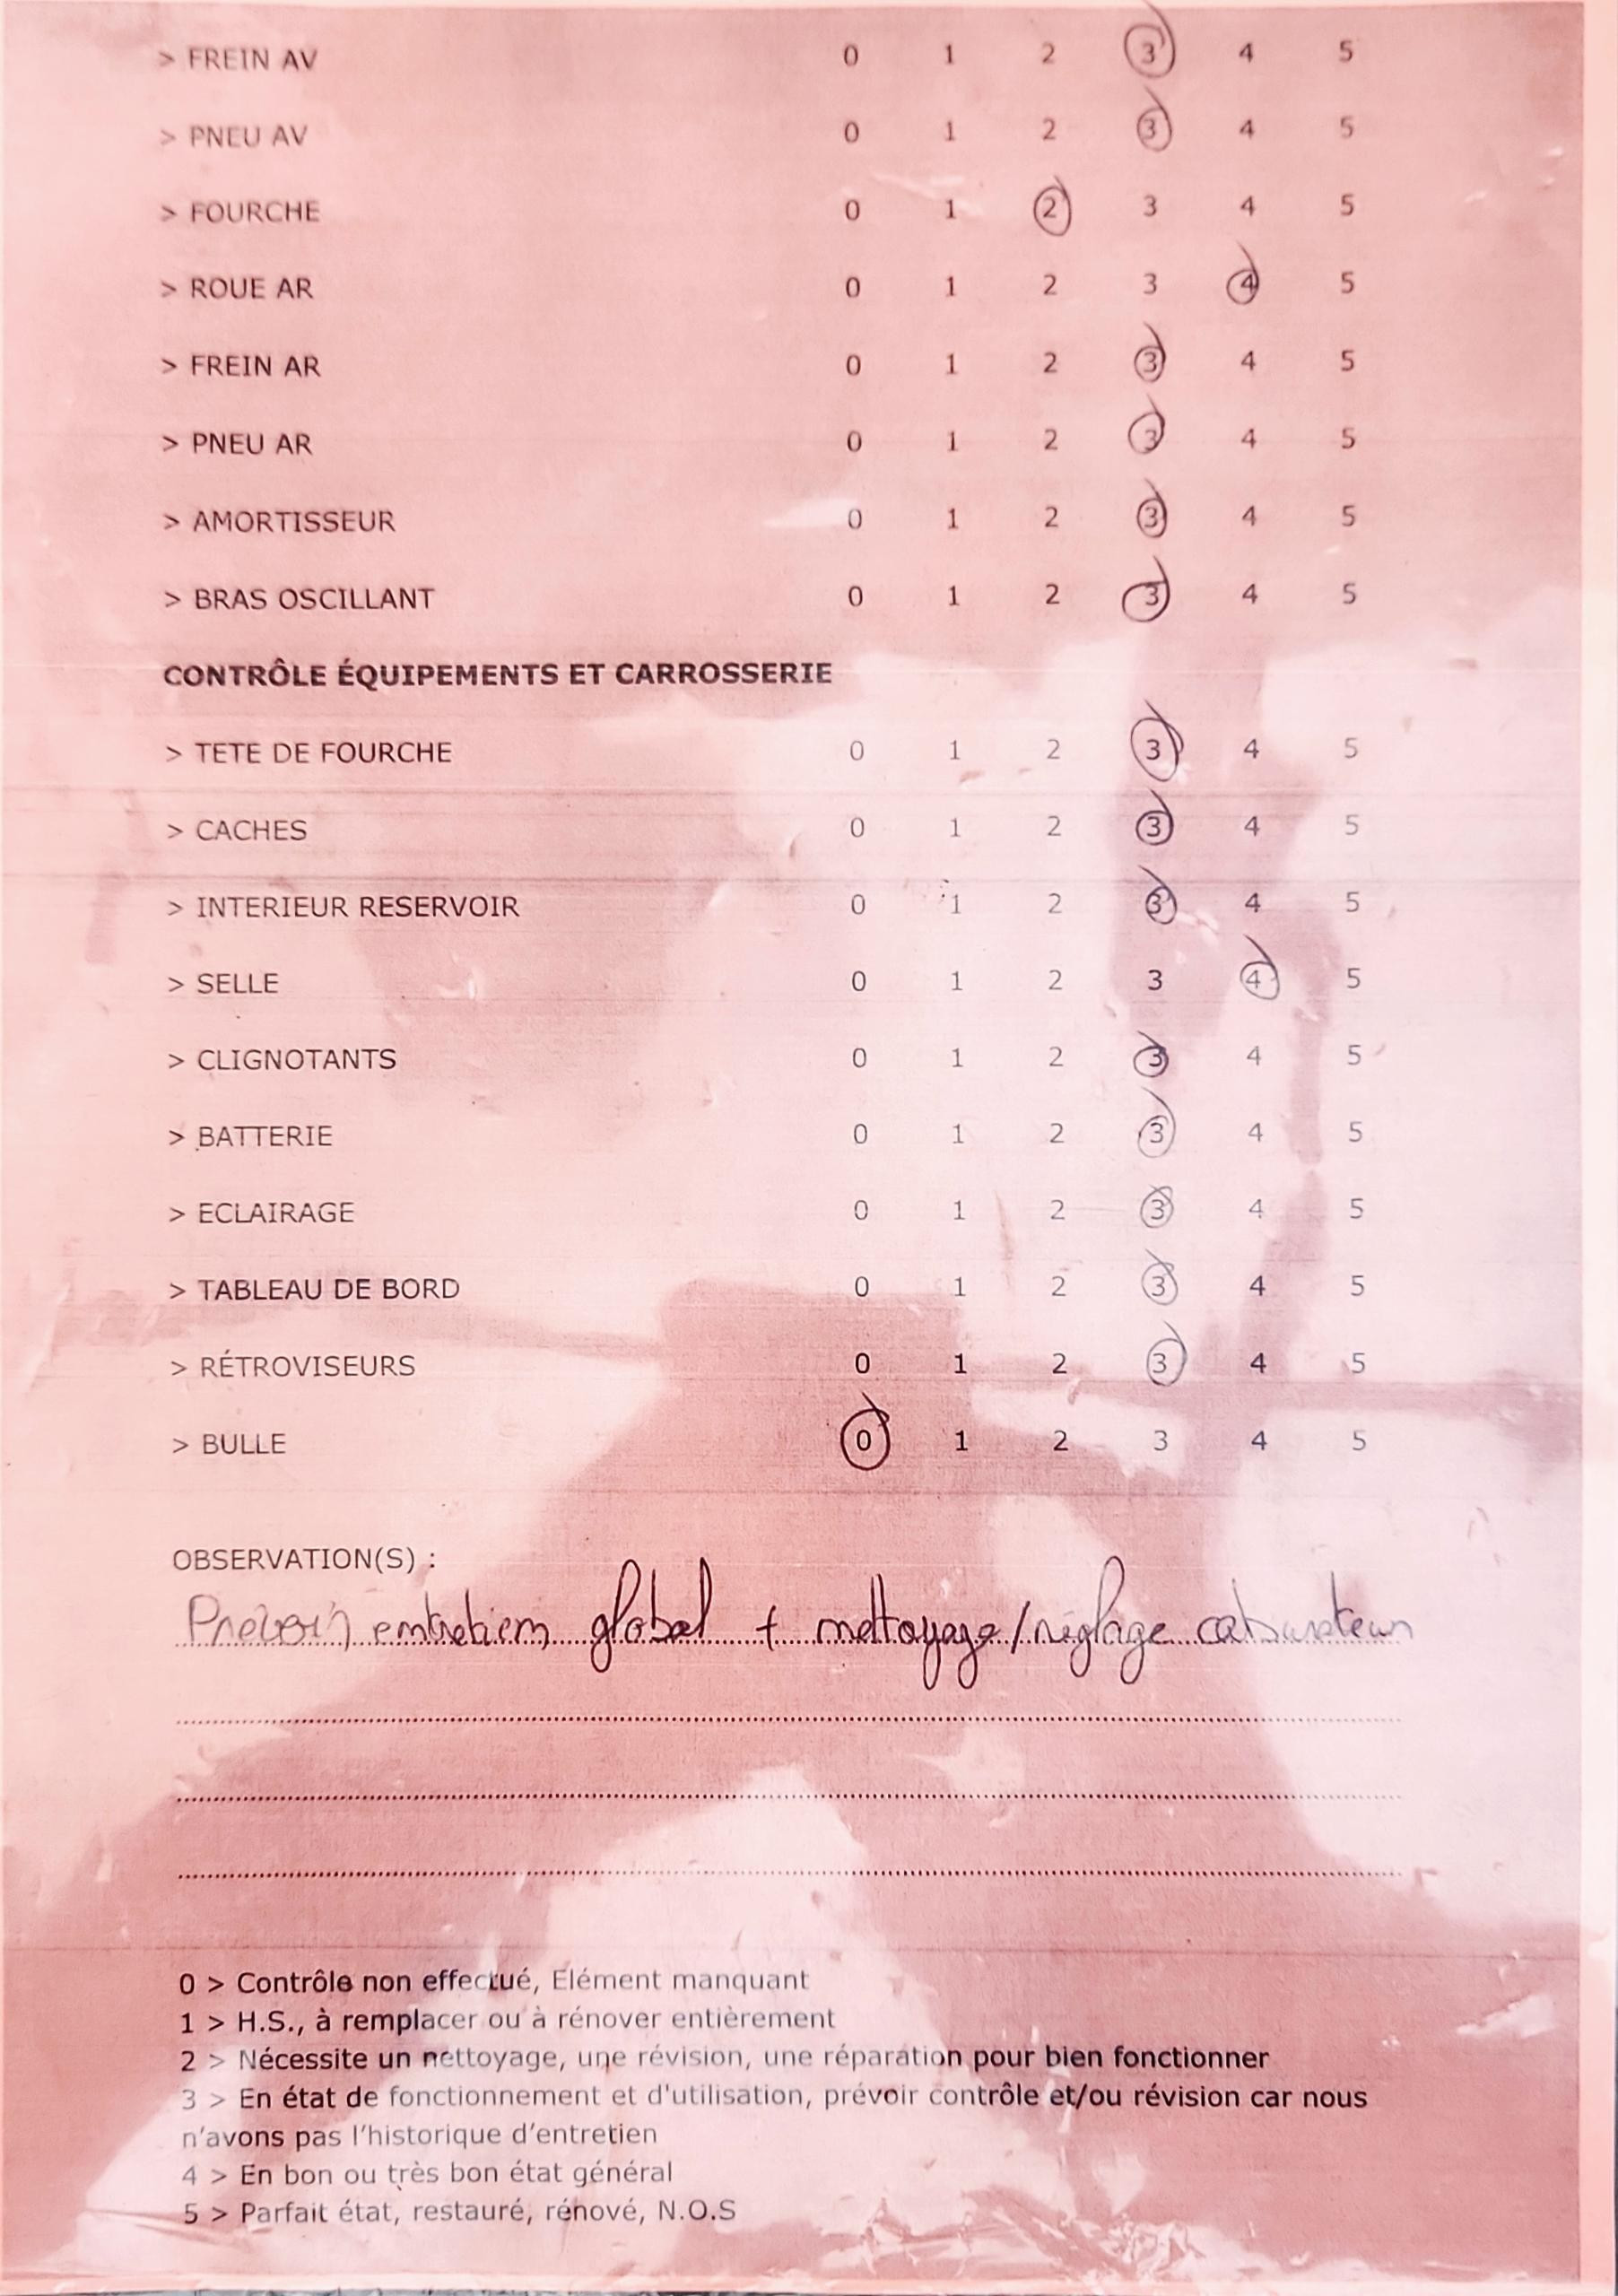 > FREIN AV 0 1 2 3 4 5
> PNEU AV 0 1 2 3 4 5
> FOURCHE 0 1 2 3 4 5
> ROUE AR 0 1 2 3 4 5
> FREIN AR 0 1 2 3 4 5
> PNEU AR 0 1 2 3 4 5
> AMORTISSEUR 0 1 2 3 4 5
> BRAS OSCILLANT 0 1 2 3 4 5
CONTRÔLE ÉQUIPEMENTS ET CARROSSERIE
> TETE DE FOURCHE 0 1 2 3 4 5
> CACHES 0 1 2 3 4 5
> INTERIEUR RESERVOIR 0 1 2 3 4 5
> SELLE 0 1 2 3 4 5
> CLIGNOTANTS 0 1 2 3 4 5
> BATTERIE 0 1 2 3 4 5
> ECLAIRAGE 0 1 2 3 4 5
> TABLEAU DE BORD 0 1 2 3 4 5
> RÉTROVISEURS 0 1 2 3 4 5
> BULLE 0 1 2 3 4 5
OBSERVATION(S) :
Prévoir entretien global + nettoyage/réglage carburateur
0 > Contrôle non effectué, Elément manquant
1 > H.S., à remplacer ou à rénover entièrement
2 > Nécessite un nettoyage, une révision, une réparation pour bien fonctionner
3 > En état de fonctionnement et d'utilisation, prévoir contrôle et/ou révision car nous
n'avons pas l'historique d'entretien
4 > En bon ou très bon état général
5 > Parfait état, restauré, rénové, N.O.S